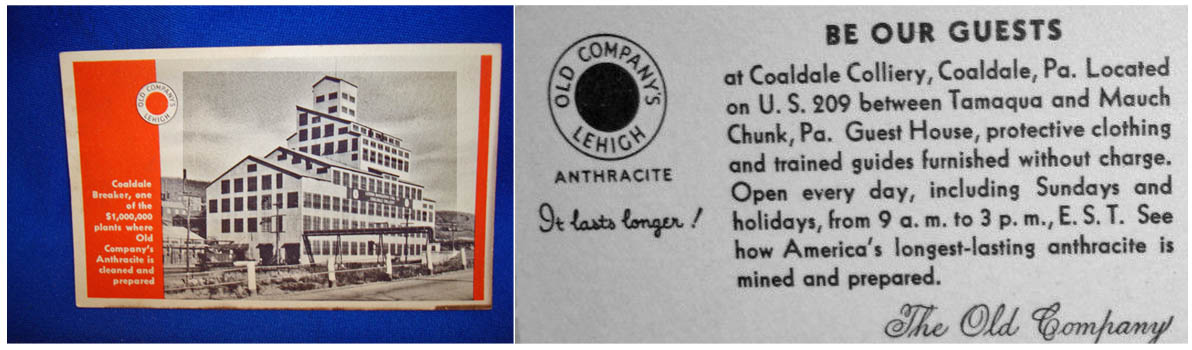 OLD COMPANY'S
LEHIGH
Coaldale
Breaker, one
of the
$1,000,000
plants where
Old
Company's
Anthracite is
cleaned and
prepared
OLD COMPANY'S
LEHIGH
ANTHRACITE
It lasts longer!
BE OUR GUESTS
at Coaldale Colliery, Coaldale, Pa. Located
on U. S. 209 between Tamaqua and Mauch
Chunk, Pa. Guest House, protective clothing
and trained guides furnished without charge.
Open every day, including Sundays and
holidays, from 9 a. m. to 3 p. m., E. S. T. See
how America's longest-lasting anthracite is
mined and prepared.
The Old Company